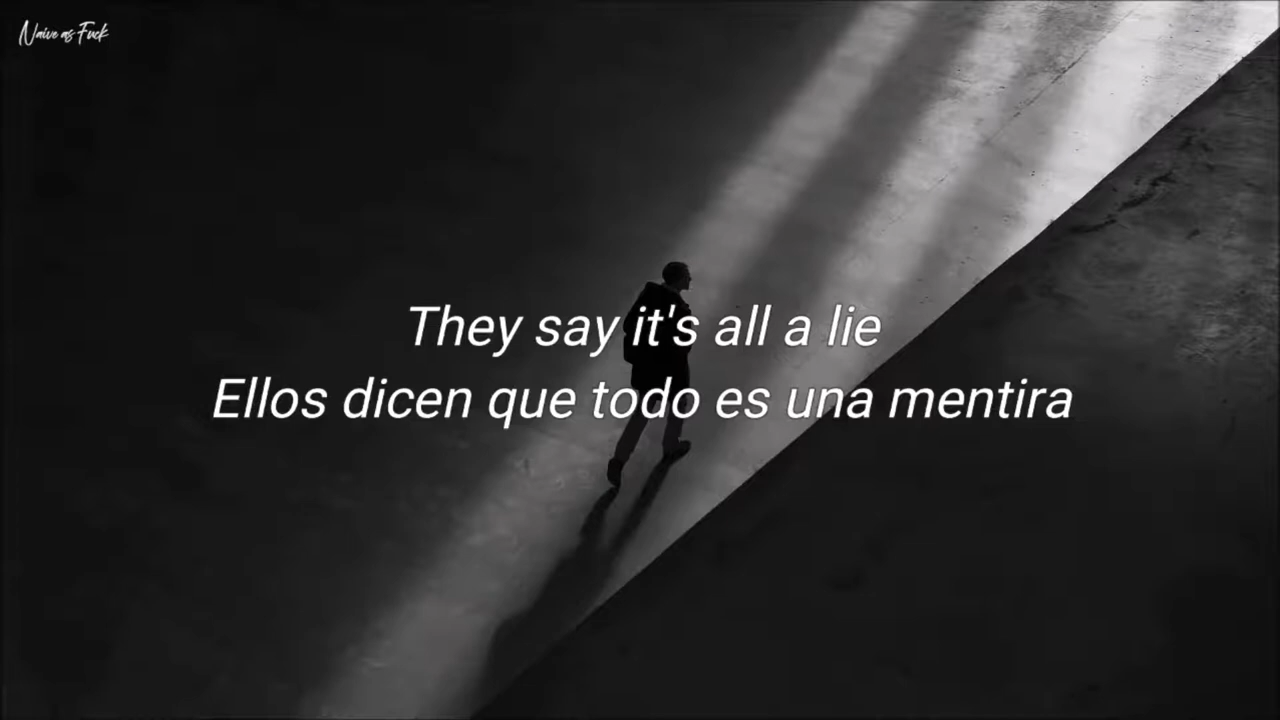 Naive as Fuck
They say it's all a lie
Ellos dicen que todo es una mentira